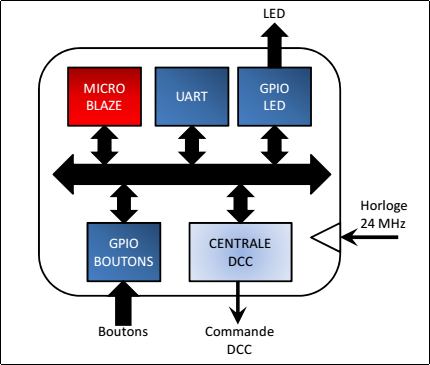 LED
MICRO
BLAZE
UART
GPIO
LED
Horloge
24 MHz
GPIO
BOUTONS
CENTRALE
DCC
Boutons
Commande
DCC